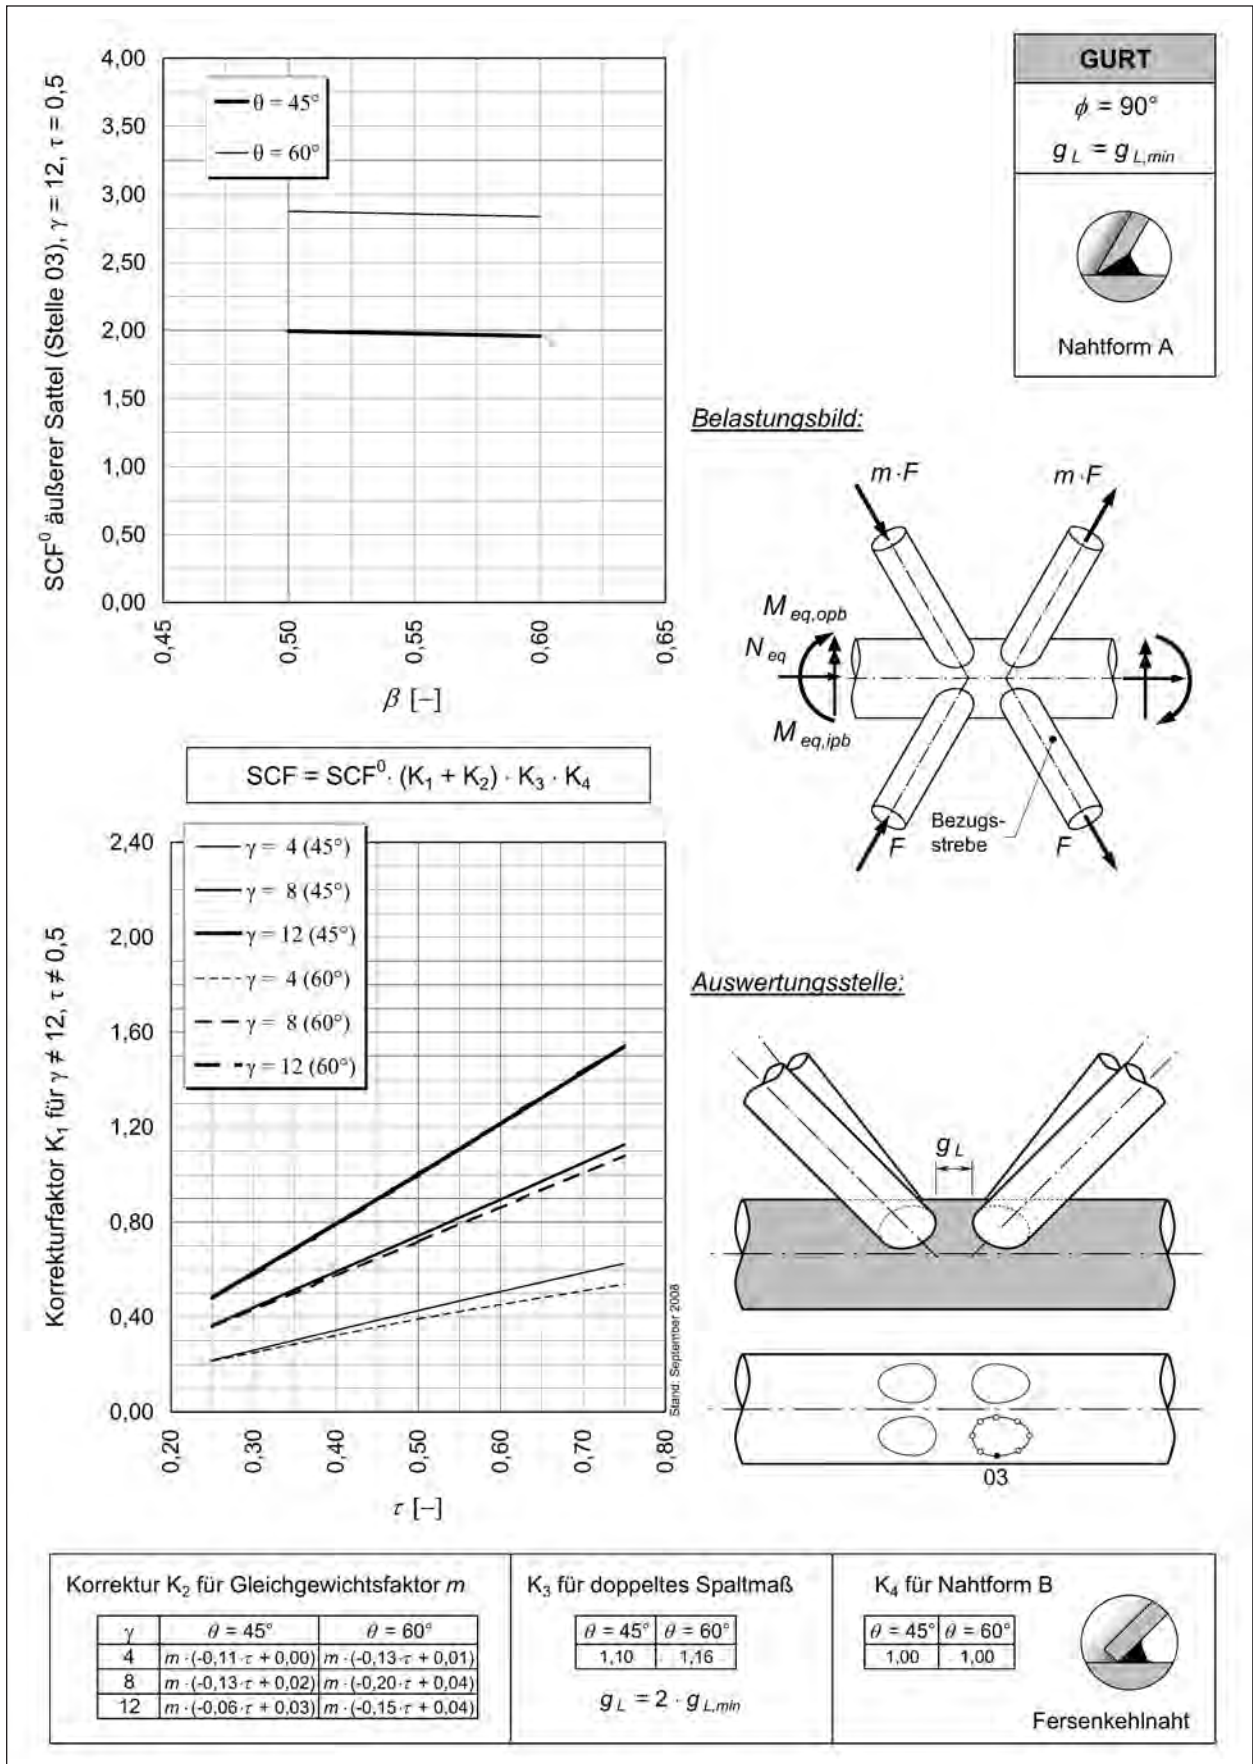 SCF⁰ äußerer Sattel (Stelle 03), γ = 12, τ = 0,5
4,00
3,50
3,00
2,50
2,00
1,50
1,00
0,50
0,00
θ = 45°
θ = 60°
0,45
0,50
0,55
0,60
0,65
β [–]
GURT
ϕ = 90°
g L = g L,min
Nahtform A
Belastungsbild:
m · F
m · F
M eq,opb
N eq
M eq,ipb
F
Bezugs-
strebe
F
SCF = SCF⁰ · (K₁ + K₂) · K₃ · K₄
Korrekturfaktor K₁ für γ ≠ 12, τ ≠ 0,5
2,40
2,00
1,60
1,20
0,80
0,40
0,00
γ = 4 (45°)
γ = 8 (45°)
γ = 12 (45°)
γ = 4 (60°)
γ = 8 (60°)
γ = 12 (60°)
0,20
0,30
0,40
0,50
0,60
0,70
0,80
τ [–]
Stand: September 2008
Auswertungsstelle:
g L
03
Korrektur K₂ für Gleichgewichtsfaktor m
γ θ = 45° θ = 60°
4 m · (-0,11·τ + 0,00) m · (-0,13·τ + 0,01)
8 m · (-0,13·τ + 0,02) m · (-0,20·τ + 0,04)
12 m · (-0,06·τ + 0,03) m · (-0,15·τ + 0,04)
K₃ für doppeltes Spaltmaß
θ = 45° θ = 60°
1,10 1,16
g L = 2 · g L,min
K₄ für Nahtform B
θ = 45° θ = 60°
1,00 1,00
Fersenkehlnaht